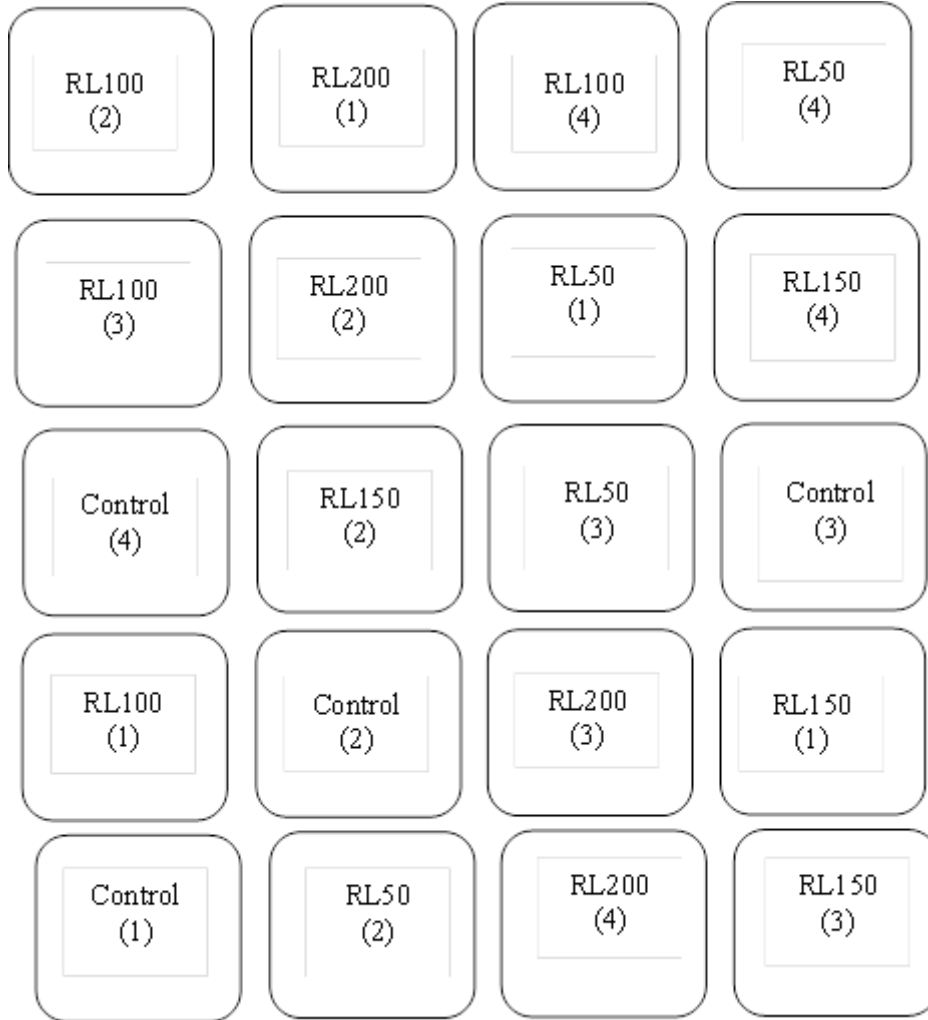 RL100
(2)
RL200
(1)
RL100
(4)
RL50
(4)
RL100
(3)
RL200
(2)
RL50
(1)
RL150
(4)
Control
(4)
RL150
(2)
RL50
(3)
Control
(3)
RL100
(1)
Control
(2)
RL200
(3)
RL150
(1)
Control
(1)
RL50
(2)
RL200
(4)
RL150
(3)